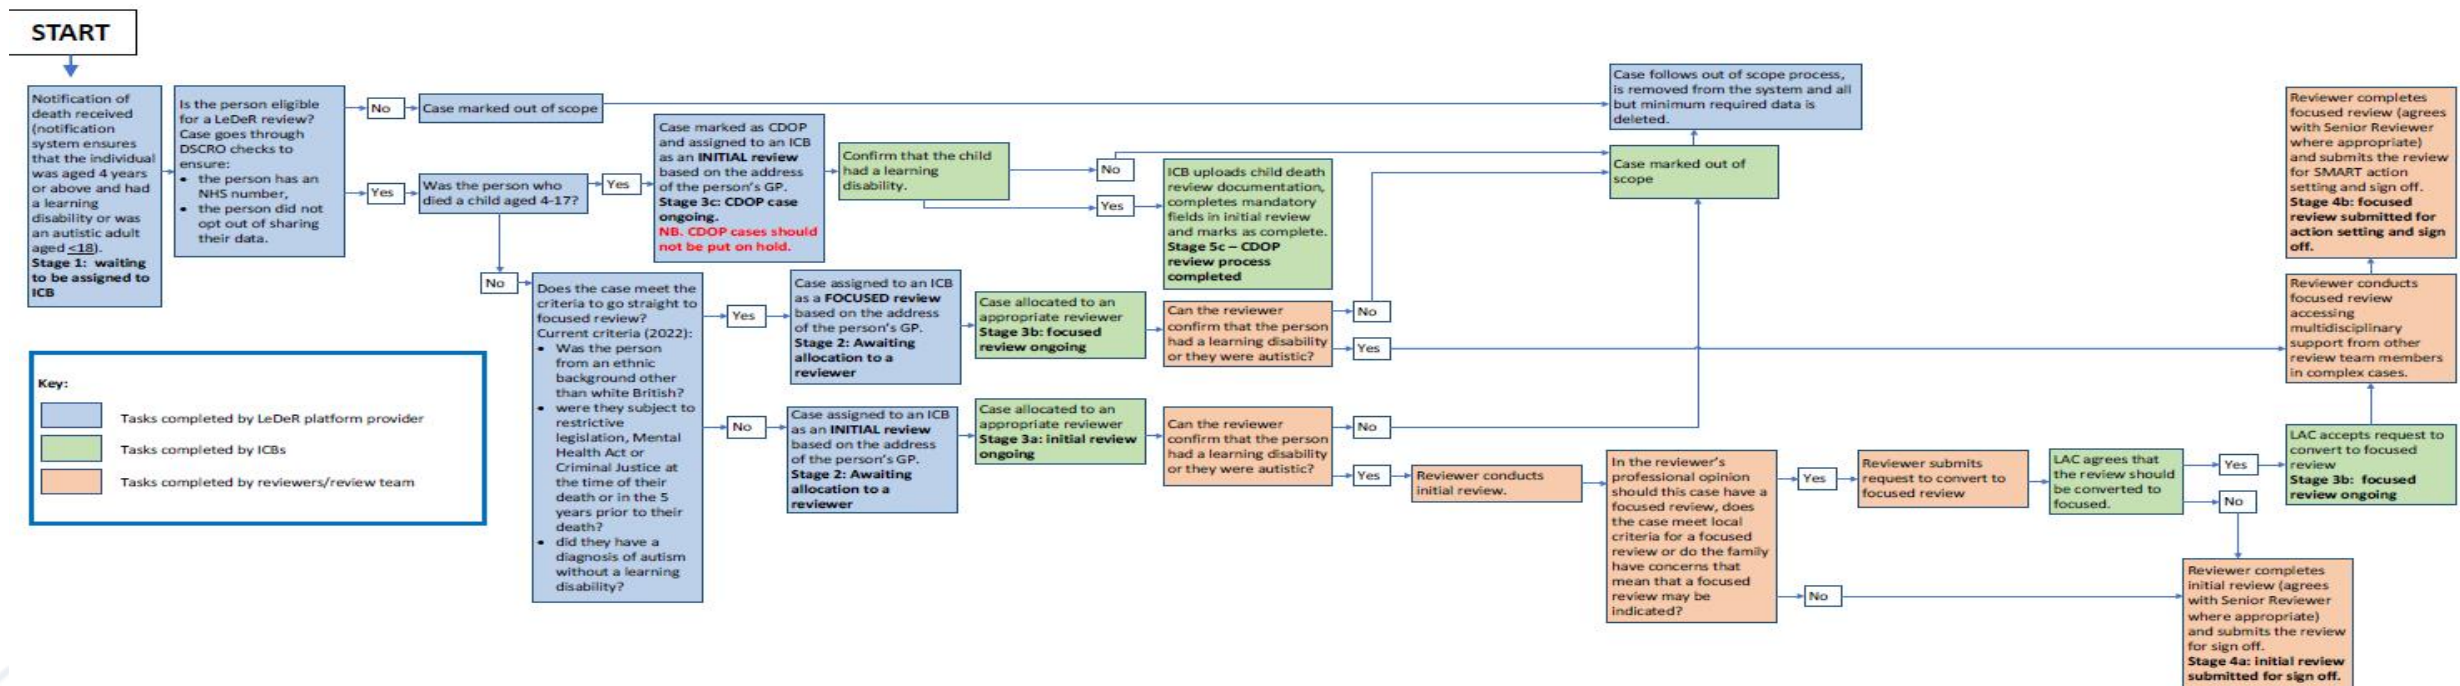 START
Notification of
death received
(notification
system ensures
that the individual
was aged 4 years
or above and had
a learning
disability or was
an autistic adult
aged <18).
Stage 1: waiting
to be assigned to
ICB
Is the person eligible
for a LeDeR review?
Case goes through
DSCRO checks to
ensure:
• the person has an
NHS number,
• the person did not
opt out of sharing
their data.
No
Case marked out of scope
Yes
Was the person who
died a child aged 4-17?
Yes
Case marked as CDOP
and assigned to an ICB
as an INITIAL review
based on the address
of the person's GP.
Stage 3c: CDOP case
ongoing.
NB. CDOP cases should
not be put on hold.
Confirm that the child
had a learning
disability.
No
Yes
ICB uploads child death
review documentation,
completes mandatory
fields in initial review
and marks as complete.
Stage 5c – CDOP
review process
completed
Case follows out of scope process,
is removed from the system and all
but minimum required data is
deleted.
Case marked out of
scope
No
Does the case meet the
criteria to go straight to
focused review?
Current criteria (2022):
• Was the person
from an ethnic
background other
than white British?
• were they subject to
restrictive
legislation, Mental
Health Act or
Criminal Justice at
the time of their
death or in the 5
years prior to their
death?
• did they have a
diagnosis of autism
without a learning
disability?
Yes
Case assigned to an ICB
as a FOCUSED review
based on the address
of the person's GP.
Stage 2: Awaiting
allocation to a
reviewer
Case allocated to an
appropriate reviewer
Stage 3b: focused
review ongoing
Can the reviewer
confirm that the person
had a learning disability
or they were autistic?
No
Yes
No
Case assigned to an ICB
as an INITIAL review
based on the address
of the person's GP.
Stage 2: Awaiting
allocation to a
reviewer
Case allocated to an
appropriate reviewer
Stage 3a: initial review
ongoing
Can the reviewer
confirm that the person
had a learning disability
or they were autistic?
No
Yes
Reviewer conducts
initial review.
In the reviewer's
professional opinion
should this case have a
focused review, does
the case meet local
criteria for a focused
review or do the family
have concerns that
mean that a focused
review may be
indicated?
Yes
Reviewer submits
request to convert to
focused review
LAC agrees that
the review should
be converted to
focused.
Yes
No
LAC accepts request to
convert to focused
review
Stage 3b: focused
review ongoing
Reviewer conducts
focused review
accessing
multidisciplinary
support from other
review team members
in complex cases.
Reviewer completes
focused review (agrees
with Senior Reviewer
where appropriate)
and submits the review
for SMART action
setting and sign off.
Stage 4b: focused
review submitted for
action setting and sign
off.
No
Reviewer completes
initial review (agrees
with Senior Reviewer
where appropriate)
and submits the review
for sign off.
Stage 4a: initial review
submitted for sign off.
Key:
Tasks completed by LeDeR platform provider
Tasks completed by ICBs
Tasks completed by reviewers/review team